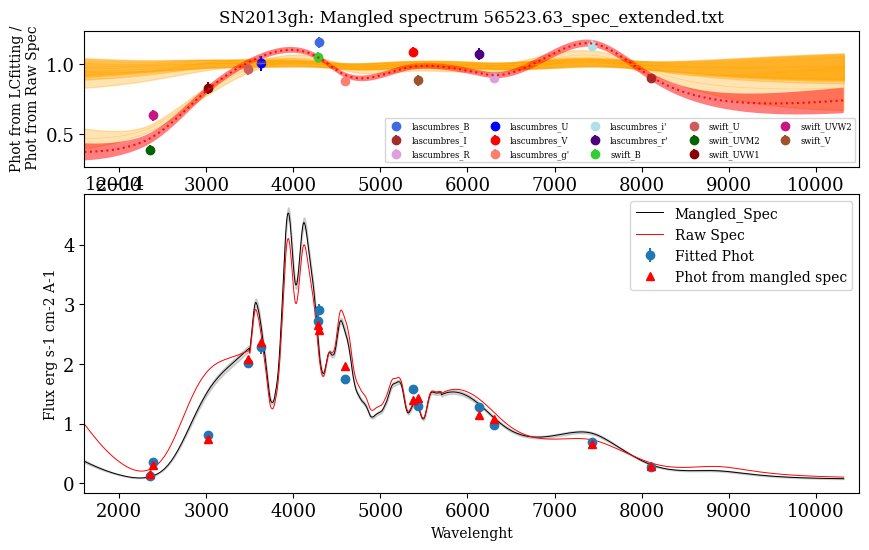 SN2013gh: Mangled spectrum 56523.63_spec_extended.txt
Phot from LCfitting /
Phot from Raw Spec
1.0
0.5
lascumbres_B lascumbres_U lascumbres_i' swift_U swift_UVW2
lascumbres_I lascumbres_V lascumbres_r' swift_UVM2 swift_V
lascumbres_R lascumbres_g' swift_B swift_UVW1
2000 3000 4000 5000 6000 7000 8000 9000 10000
1e−14
Mangled_Spec
Raw Spec
Fitted Phot
Phot from mangled spec
Flux erg s-1 cm-2 A-1
4
3
2
1
0
2000 3000 4000 5000 6000 7000 8000 9000 10000
Wavelenght